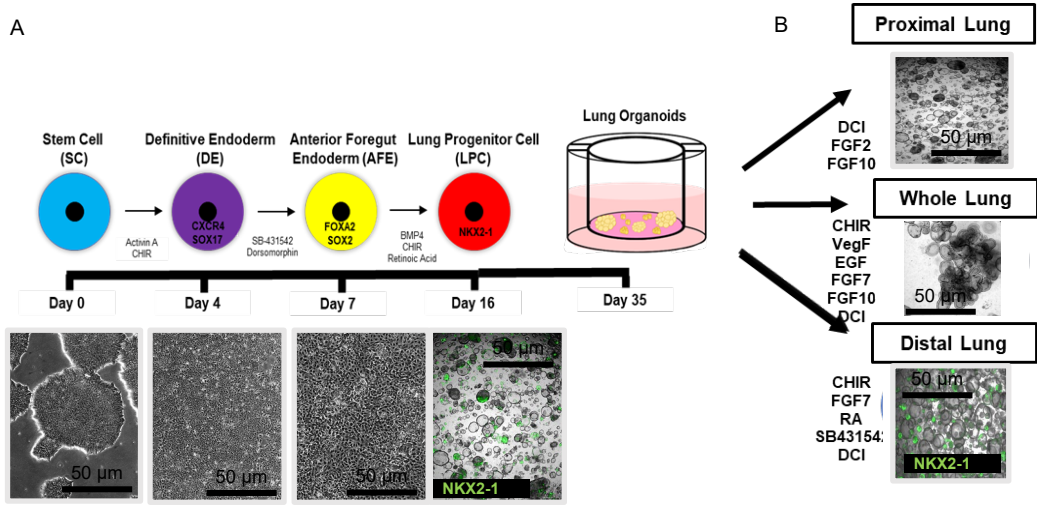 A
Stem Cell
(SC)
Definitive Endoderm
(DE)
Anterior Foregut
Endoderm (AFE)
Lung Progenitor Cell
(LPC)
Lung Organoids
CXCR4
SOX17
FOXA2
SOX2
NKX2-1
Activin A
CHIR
SB-431542
Dorsomorphin
BMP4
CHIR
Retinoic Acid
Day 0
Day 4
Day 7
Day 16
Day 35
50 µm
50 µm
50 µm
50 µm
NKX2-1
B
Proximal Lung
DCI
FGF2
FGF10
50 µm
Whole Lung
CHIR
VegF
EGF
FGF7
FGF10
DCI
50 µm
Distal Lung
CHIR
FGF7
RA
SB431542
DCI
50 µm
NKX2-1